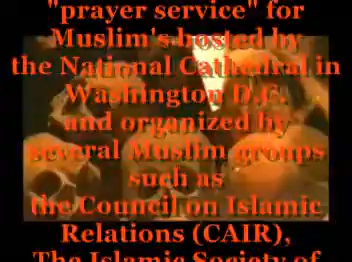 "prayer service" for
Muslim's hosted by
the National Cathedral in
Washington D.C.
and organized by
several Muslim groups
such as
the Council on Islamic
Relations (CAIR),
The Islamic Society of